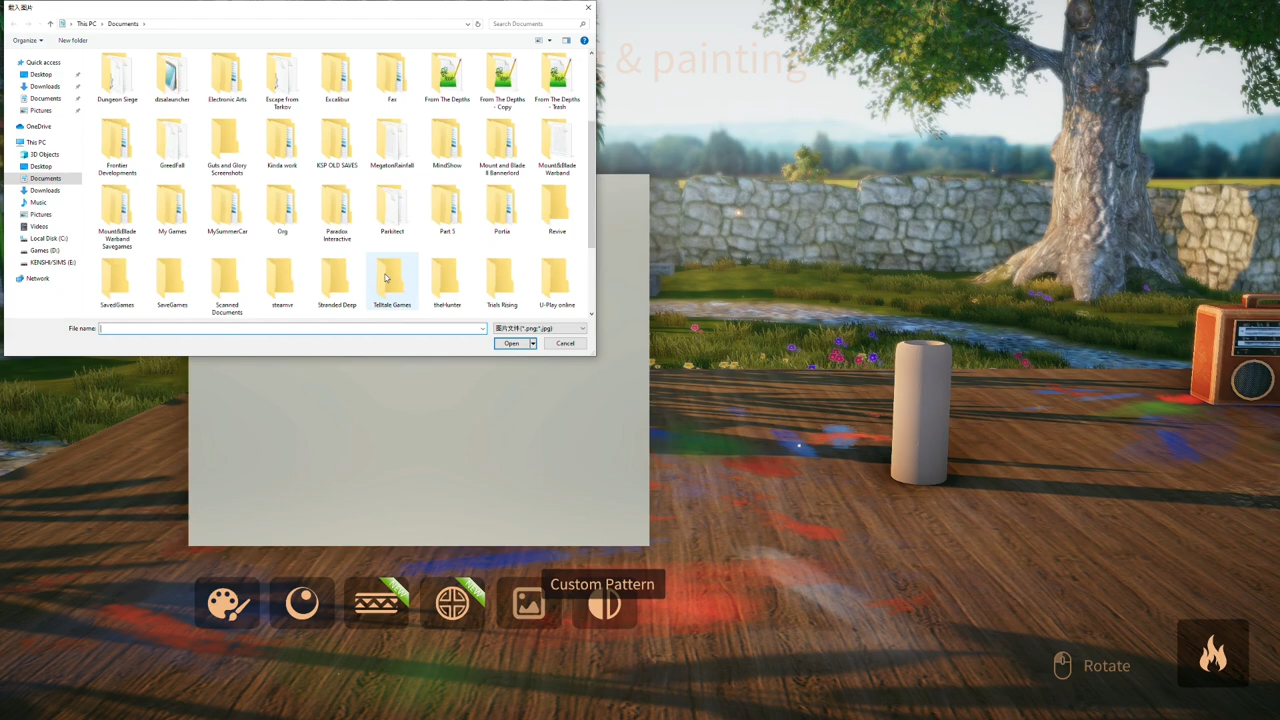 载入图片
This PC
Documents
Search Documents
Organize
New folder
& painting
Quick access
Desktop
Downloads
Documents
Pictures
OneDrive
This PC
3D Objects
Desktop
Documents
Downloads
Music
Pictures
Videos
Local Disk (C:)
Games (D:)
KENSHI/SIMS (E:)
Network
Dungeon Siege
dzsalauncher
Electronic Arts
Escape from
Tarkov
Excalibur
Fax
From The Depths
From The Depths
- Copy
From The Depths
- Trash
Frontier
Developments
GreedFall
Guts and Glory
Screenshots
Kinda work
KSP OLD SAVES
MegatonRainfall
MindShow
Mount and Blade
II Bannerlord
Mount&Blade
Warband
Mount&Blade
Warband
Savegames
My Games
MySummerCar
Org
Paradox
Interactive
Parkitect
Part 5
Portia
Revive
SavedGames
SaveGames
Scanned
Documents
steamvr
Stranded Deep
Telltale Games
theHunter
Trials Rising
U-Play online
File name:
图片文件(*.png;*.jpg)
Open
Cancel
NEW
NEW
Custom Pattern
Rotate